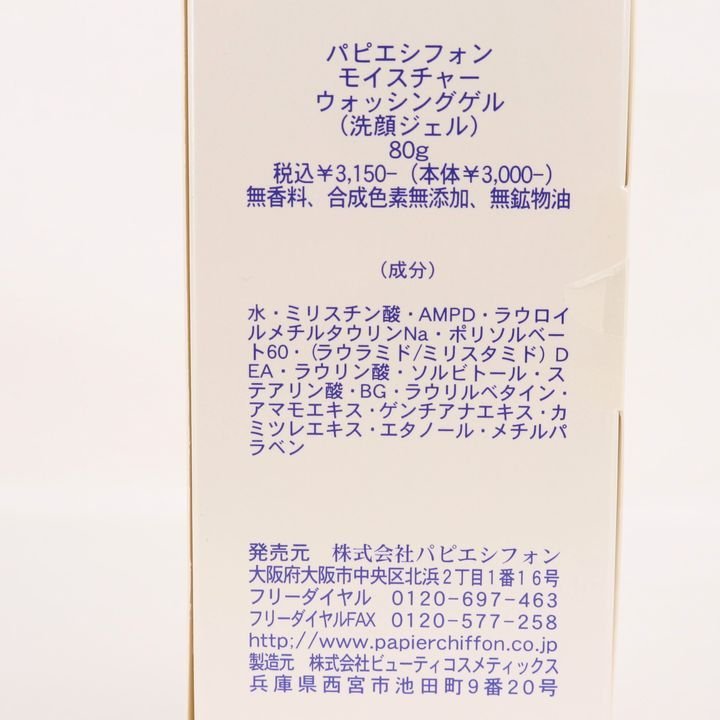 パピエシフォン
モイスチャー
ウォッシングゲル
（洗顔ジェル）
80g
税込￥3,150-（本体￥3,000-）
無香料、合成色素無添加、無鉱物油
（成分）
水・ミリスチン酸・AMPD・ラウロイ
ルメチルタウリンNa・ポリソルベー
ト60・（ラウラミド/ミリスタミド）D
EA・ラウリン酸・ソルビトール・ス
テアリン酸・BG・ラウリルベタイン・
アマモエキス・ゲンチアナエキス・カ
ミツレエキス・エタノール・メチルパ
ラベン
発売元　株式会社パピエシフォン
大阪府大阪市中央区北浜２丁目１番１６号
フリーダイヤル　0120-697-463
フリーダイヤルFAX　0120-577-258
http;//www.papierchiffon.co.jp
製造元　株式会社ビューティコスメティックス
兵庫県西宮市池田町９番20号